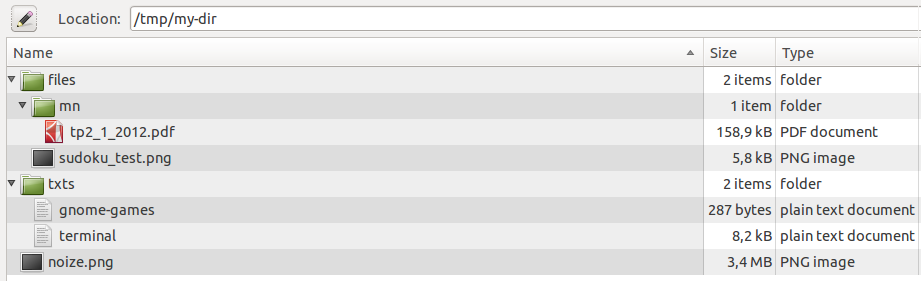 Location: /tmp/my-dir
Name Size Type
files 2 items folder
mn 1 item folder
tp2_1_2012.pdf 158,9 kB PDF document
sudoku_test.png 5,8 kB PNG image
txts 2 items folder
gnome-games 287 bytes plain text document
terminal 8,2 kB plain text document
noize.png 3,4 MB PNG image